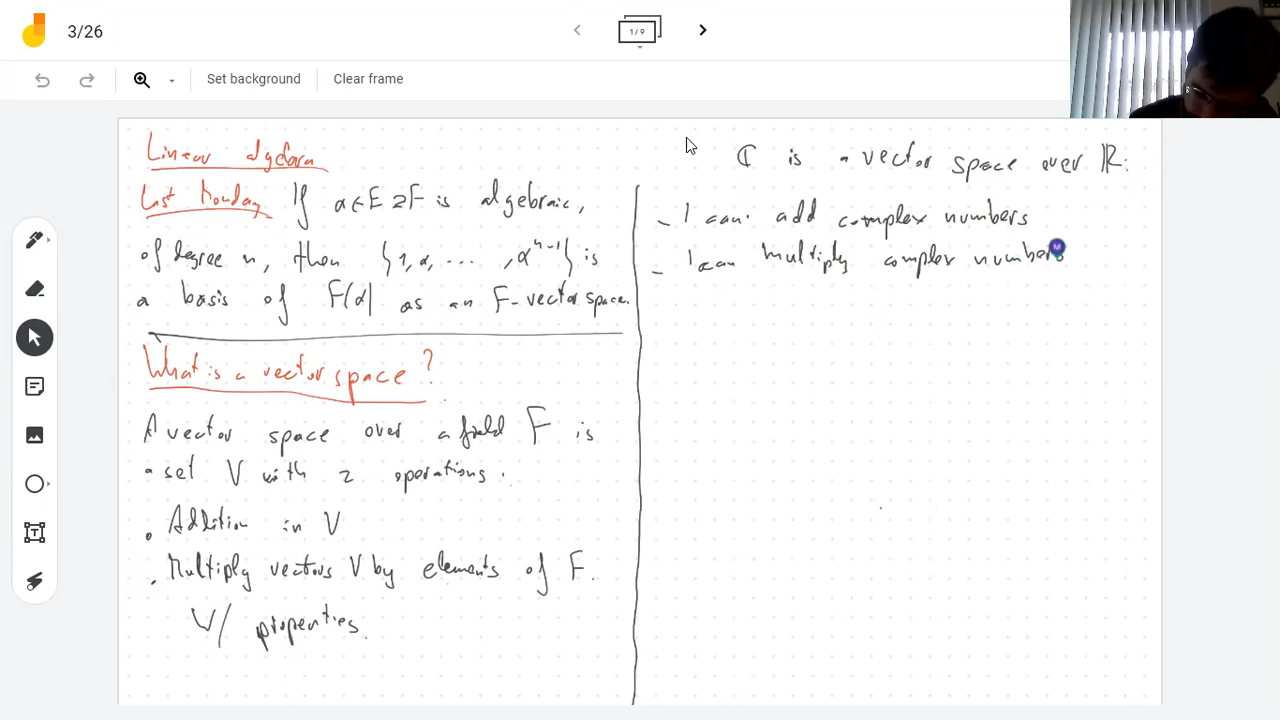 3/26
1/9
Set background
Clear frame
Linear algebra
Last Monday If α∈E⊇F is algebraic,
of degree n, then {1, α, ... , α^{n-1}} is
a basis of F(α) as an F-vector space.
What is a vector space?
A vector space over a field F is
a set V with 2 operations.
• Addition in V
• Multiply vectors V by elements of F.
W/ properties.
ℂ is a vector space over ℝ:
- I can add complex numbers
- I can multiply complex numbers
M